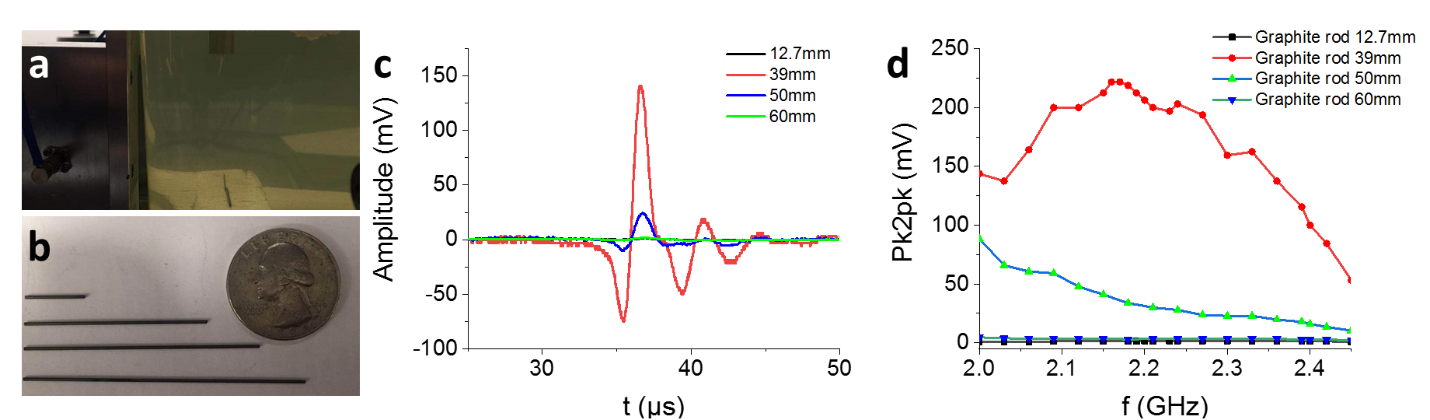 a
b
c
Amplitude (mV)
150
100
50
0
-50
-100
30
40
50
t (µs)
12.7mm
39mm
50mm
60mm
d
Pk2pk (mV)
250
200
150
100
50
0
2.0
2.1
2.2
2.3
2.4
f (GHz)
Graphite rod 12.7mm
Graphite rod 39mm
Graphite rod 50mm
Graphite rod 60mm